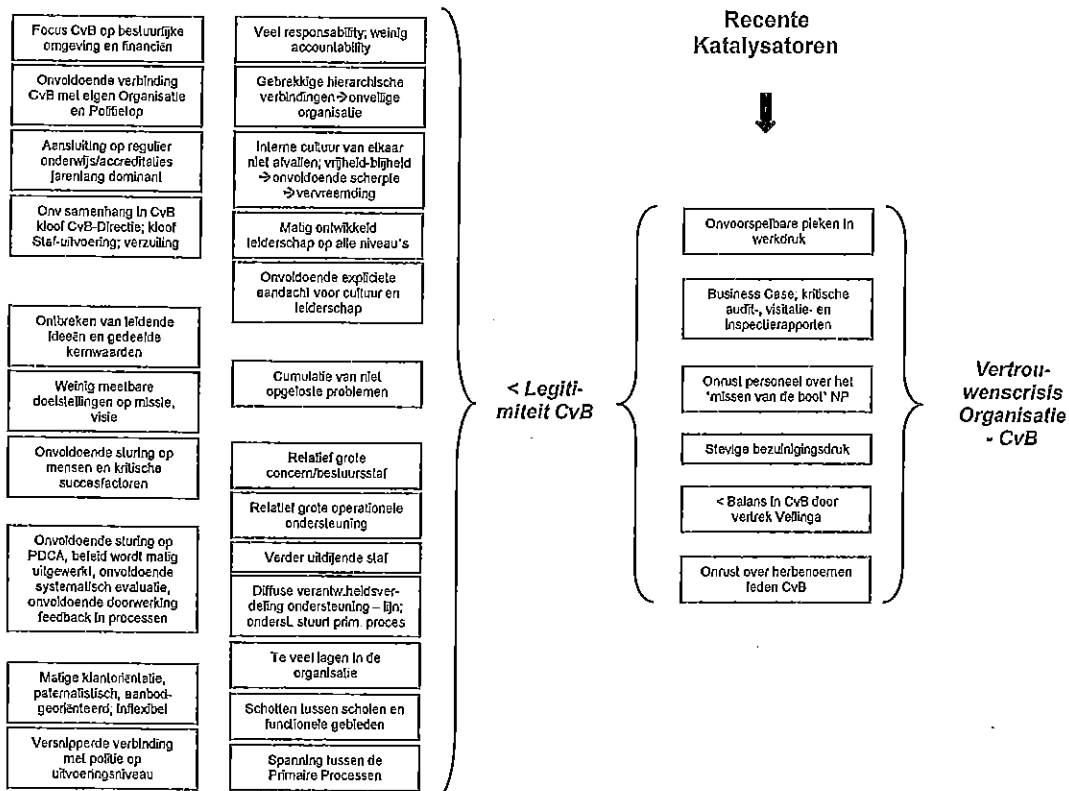 Focus CvB op bestuurlijke
omgeving en financiën
Onvoldoende verbinding
CvB met eigen Organisatie
en Politietop
Aansluiting op regulier
onderwijs/accreditaties
jarenlang dominant
Onv samenhang in CvB
kloof CvB-Directie; kloof
Staf-uitvoering; verzuiling
Ontbreken van leidende
ideeën en gedeelde
kernwaarden
Weinig meetbare
doelstellingen op missie,
visie
Onvoldoende sturing op
mensen en kritische
succesfactoren
Onvoldoende sturing op
PDCA, beleid wordt matig
uitgewerkt, onvoldoende
systematisch evaluatie,
onvoldoende doorwerking
feedback in processen
Matige klantoriëntatie,
paternalistisch, aanbod-
georiënteerd; inflexibel
Versnipperde verbinding
met politie op
uitvoeringsniveau
Veel responsability; weinig
accountability
Gebrekkige hierarchische
verbindingen→onveilige
organisatie
Interne cultuur van elkaar
niet afvallen; vrijheid-blijheid
→onvoldoende scherpte
→vervreemding
Matig ontwikkeld
leiderschap op alle niveau's
Onvoldoende expliciete
aandacht voor cultuur en
leiderschap
Cumulatie van niet
opgeloste problemen
Relatief grote
concern/bestuursstaf
Relatief grote operationele
ondersteuning
Verder uitdijende staf
Diffuse verantw.heidsver-
deling ondersteuning – lijn;
onderst. stuurt prim. proces
Te veel lagen in de
organisatie
Schotten tussen scholen en
functionele gebieden
Spanning tussen de
Primaire Processen
< Legiti-
miteit CvB
Recente
Katalysatoren
Onvoorspelbare pieken in
werkdruk
Business Case; kritische
audit-, visitatie- en
inspectierapporten
Onrust personeel over het
'missen van de boot' NP
Stevige bezuinigingsdruk
< Balans in CvB door
vertrek Vellinga
Onrust over herbenoemen
leden CvB
Vertrou-
wenscrisis
Organisatie
- CvB